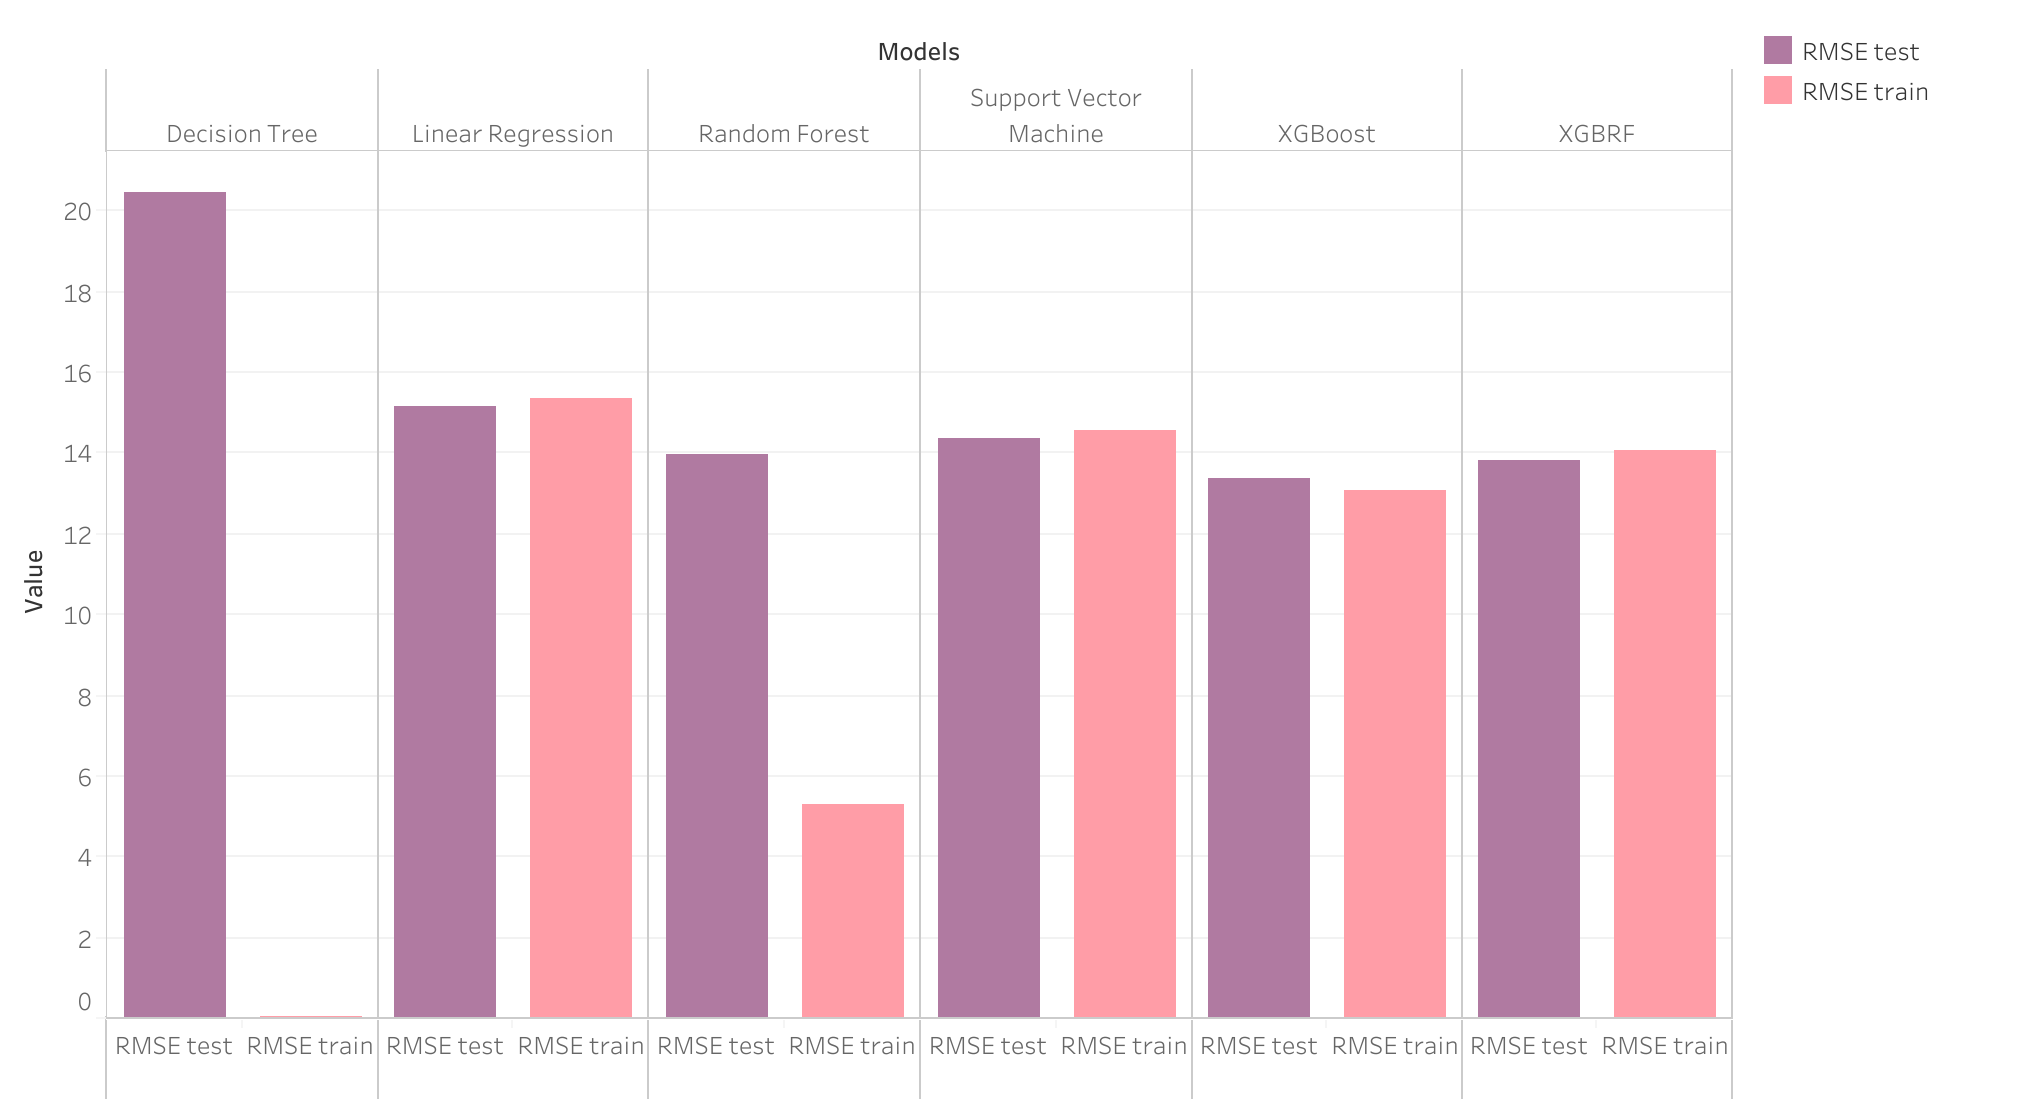 Models
RMSE test
RMSE train
Decision Tree
Linear Regression
Random Forest
Support Vector
Machine
XGBoost
XGBRF
Value
20
18
16
14
12
10
8
6
4
2
0
RMSE test RMSE train RMSE test RMSE train RMSE test RMSE train RMSE test RMSE train RMSE test RMSE train RMSE test RMSE train